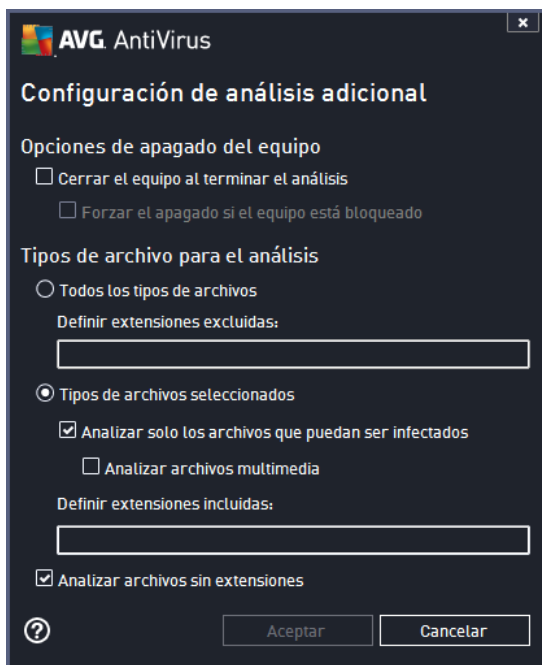 AVG. AntiVirus
Configuración de análisis adicional
Opciones de apagado del equipo
Cerrar el equipo al terminar el análisis
Forzar el apagado si el equipo está bloqueado
Tipos de archivo para el análisis
Todos los tipos de archivos
Definir extensiones excluidas:
Tipos de archivos seleccionados
Analizar solo los archivos que puedan ser infectados
Analizar archivos multimedia
Definir extensiones incluidas:
Analizar archivos sin extensiones
Aceptar
Cancelar